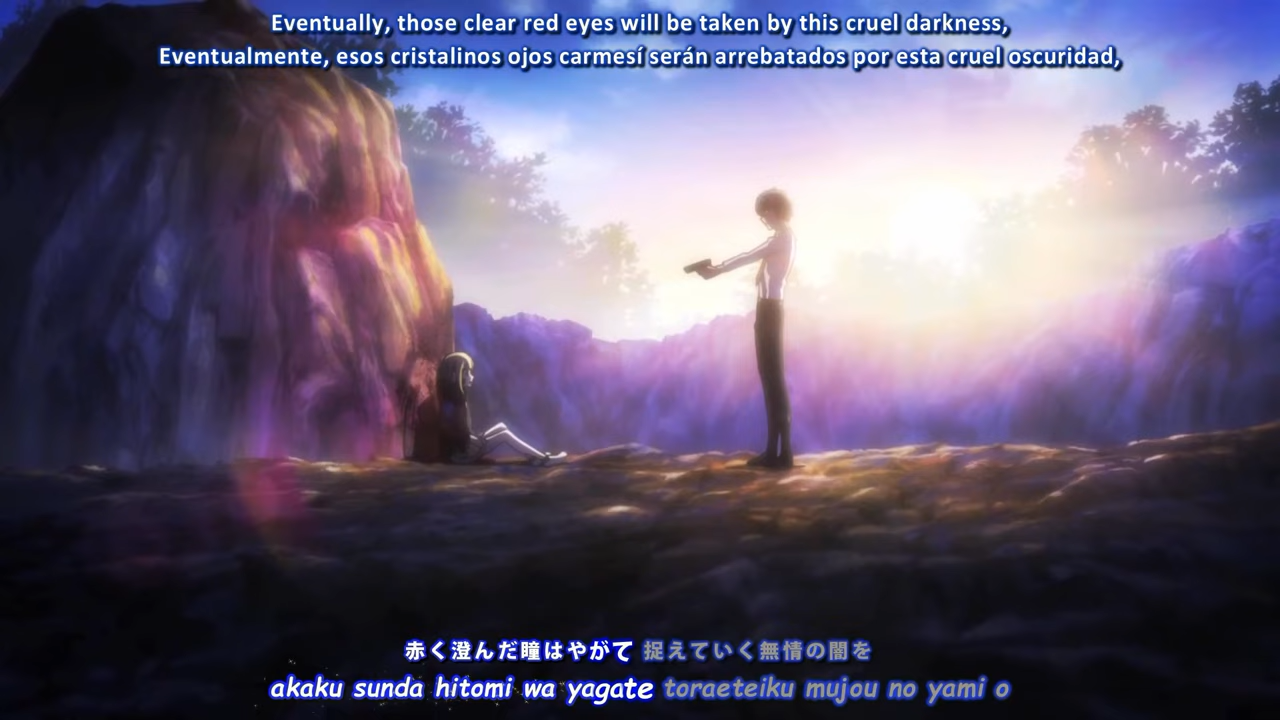 Eventually, those clear red eyes will be taken by this cruel darkness,
Eventualmente, esos cristalinos ojos carmesí serán arrebatados por esta cruel oscuridad,
赤く澄んだ瞳はやがて 捉えていく無情の闇を
akaku sunda hitomi wa yagate toraeteiku mujou no yami o